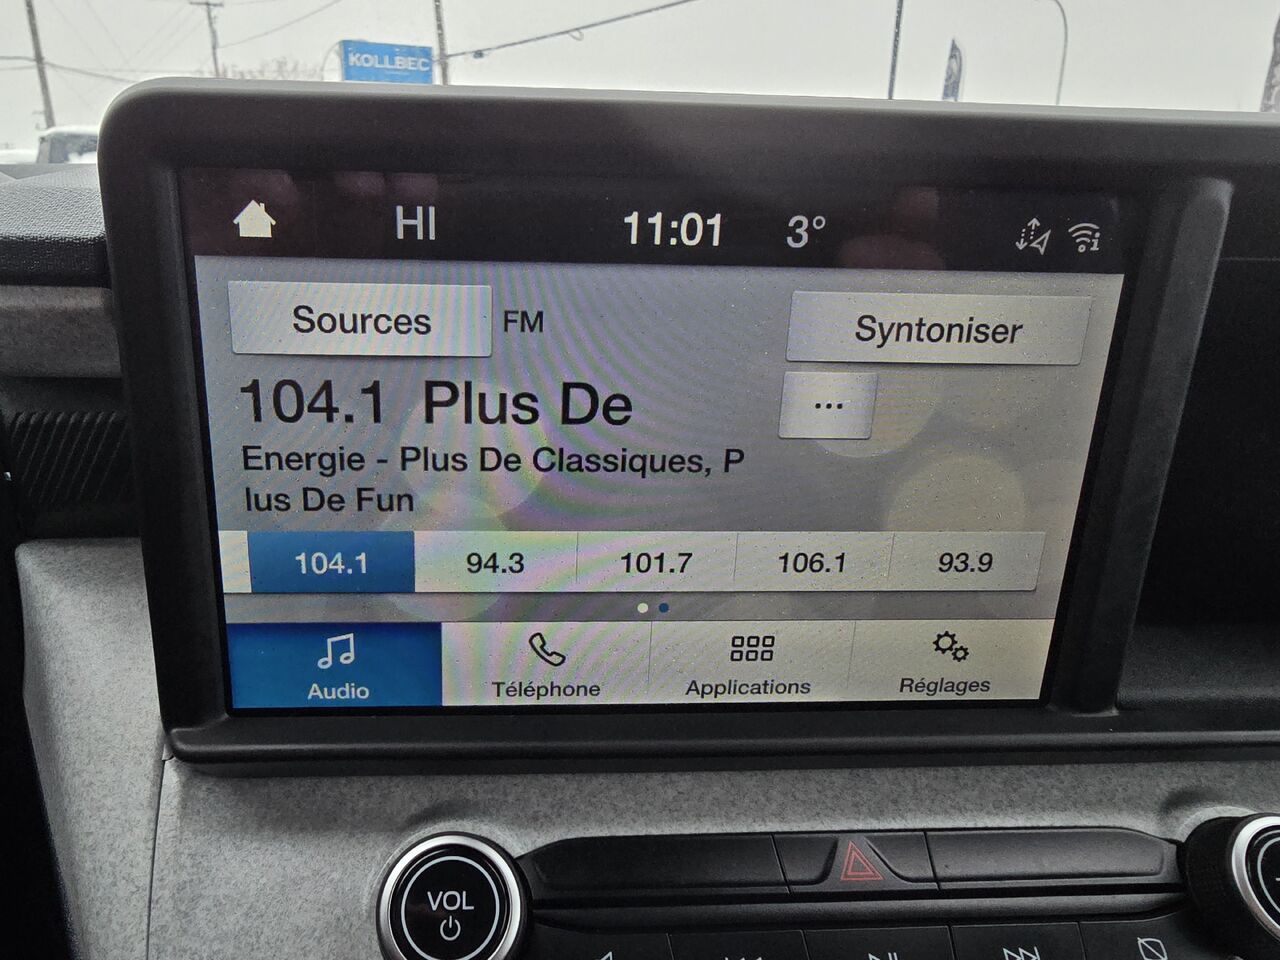 KOLLBEC
HI 11:01 3°
Sources FM Syntoniser
104.1 Plus De ...
Energie - Plus De Classiques, P
lus De Fun
104.1 94.3 101.7 106.1 93.9
Audio Téléphone Applications Réglages
VOL